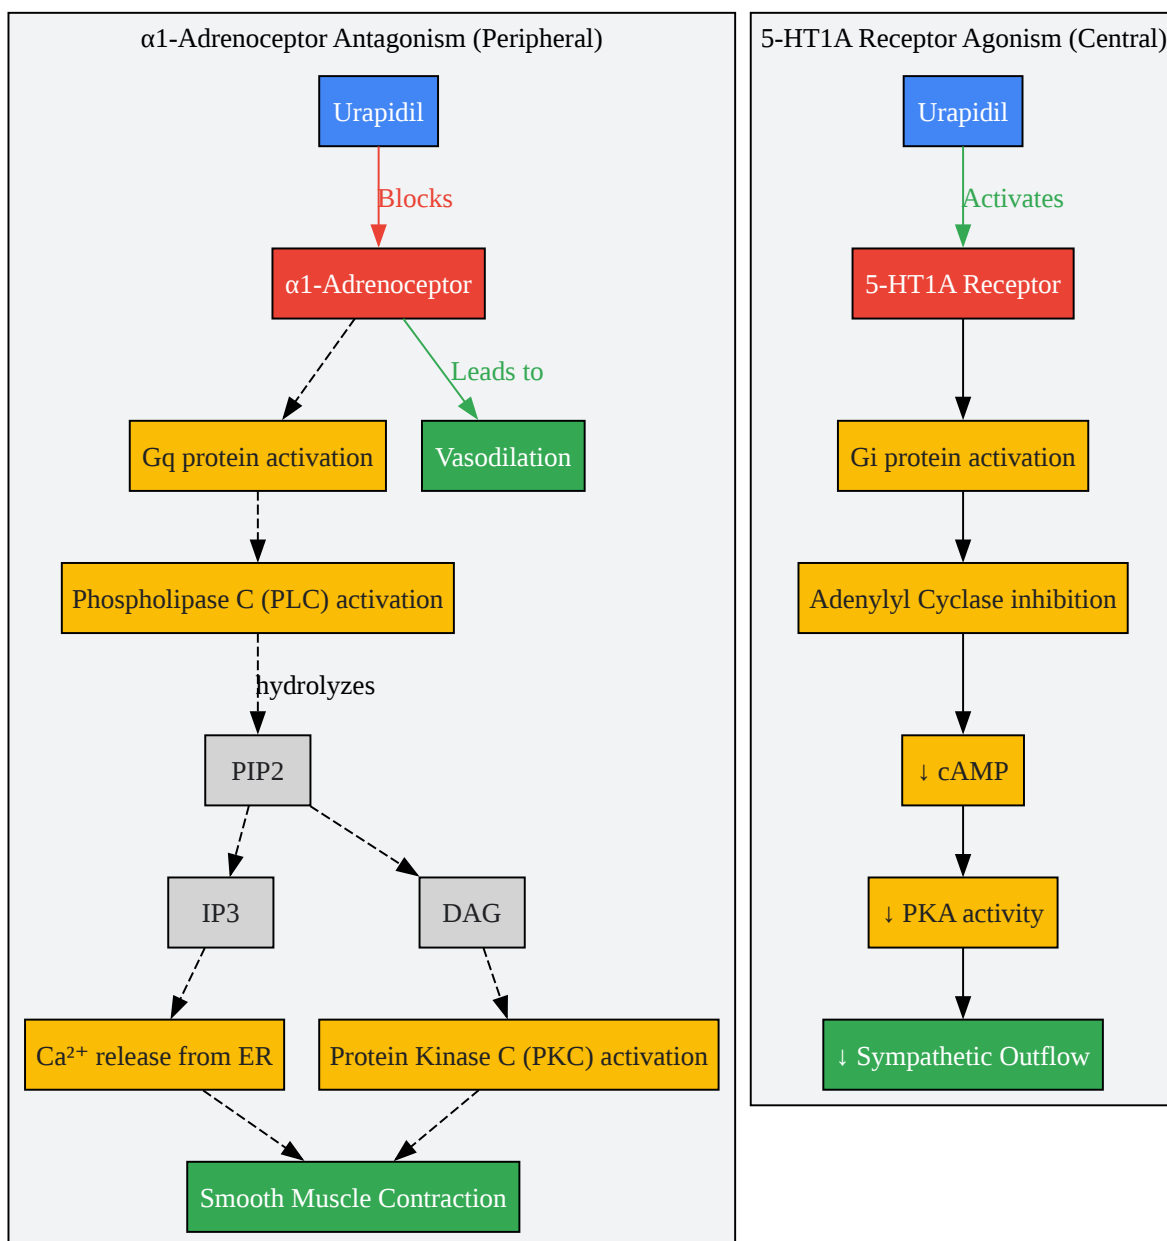 α1-Adrenoceptor Antagonism (Peripheral)
Urapidil
Blocks
α1-Adrenoceptor
Leads to
Gq protein activation
Vasodilation
Phospholipase C (PLC) activation
hydrolyzes
PIP2
IP3
DAG
Ca²⁺ release from ER
Protein Kinase C (PKC) activation
Smooth Muscle Contraction
5-HT1A Receptor Agonism (Central)
Urapidil
Activates
5-HT1A Receptor
Gi protein activation
Adenylyl Cyclase inhibition
↓ cAMP
↓ PKA activity
↓ Sympathetic Outflow